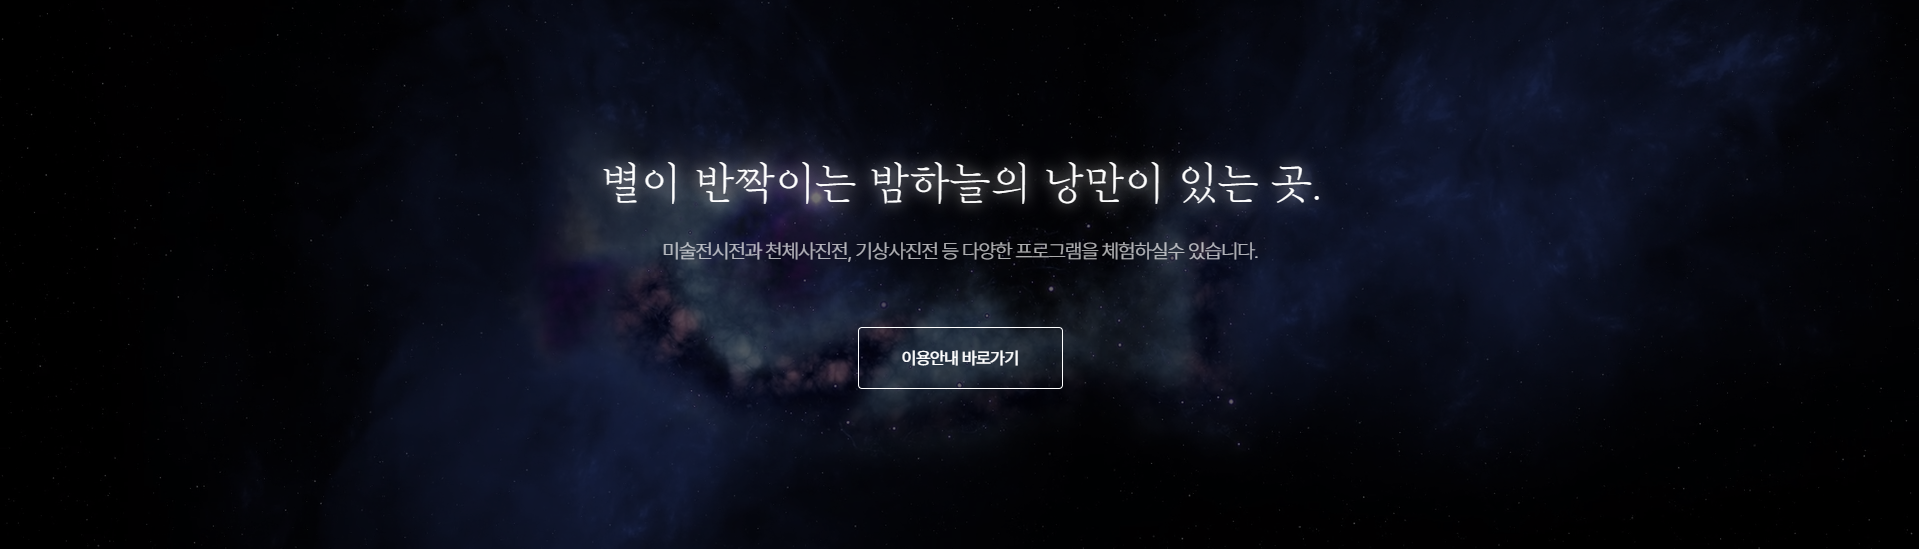 별이 반짝이는 밤하늘의 낭만이 있는 곳.
미술전시전과 천체사진전, 기상사진전 등 다양한 프로그램을 체험하실수 있습니다.
이용안내 바로가기